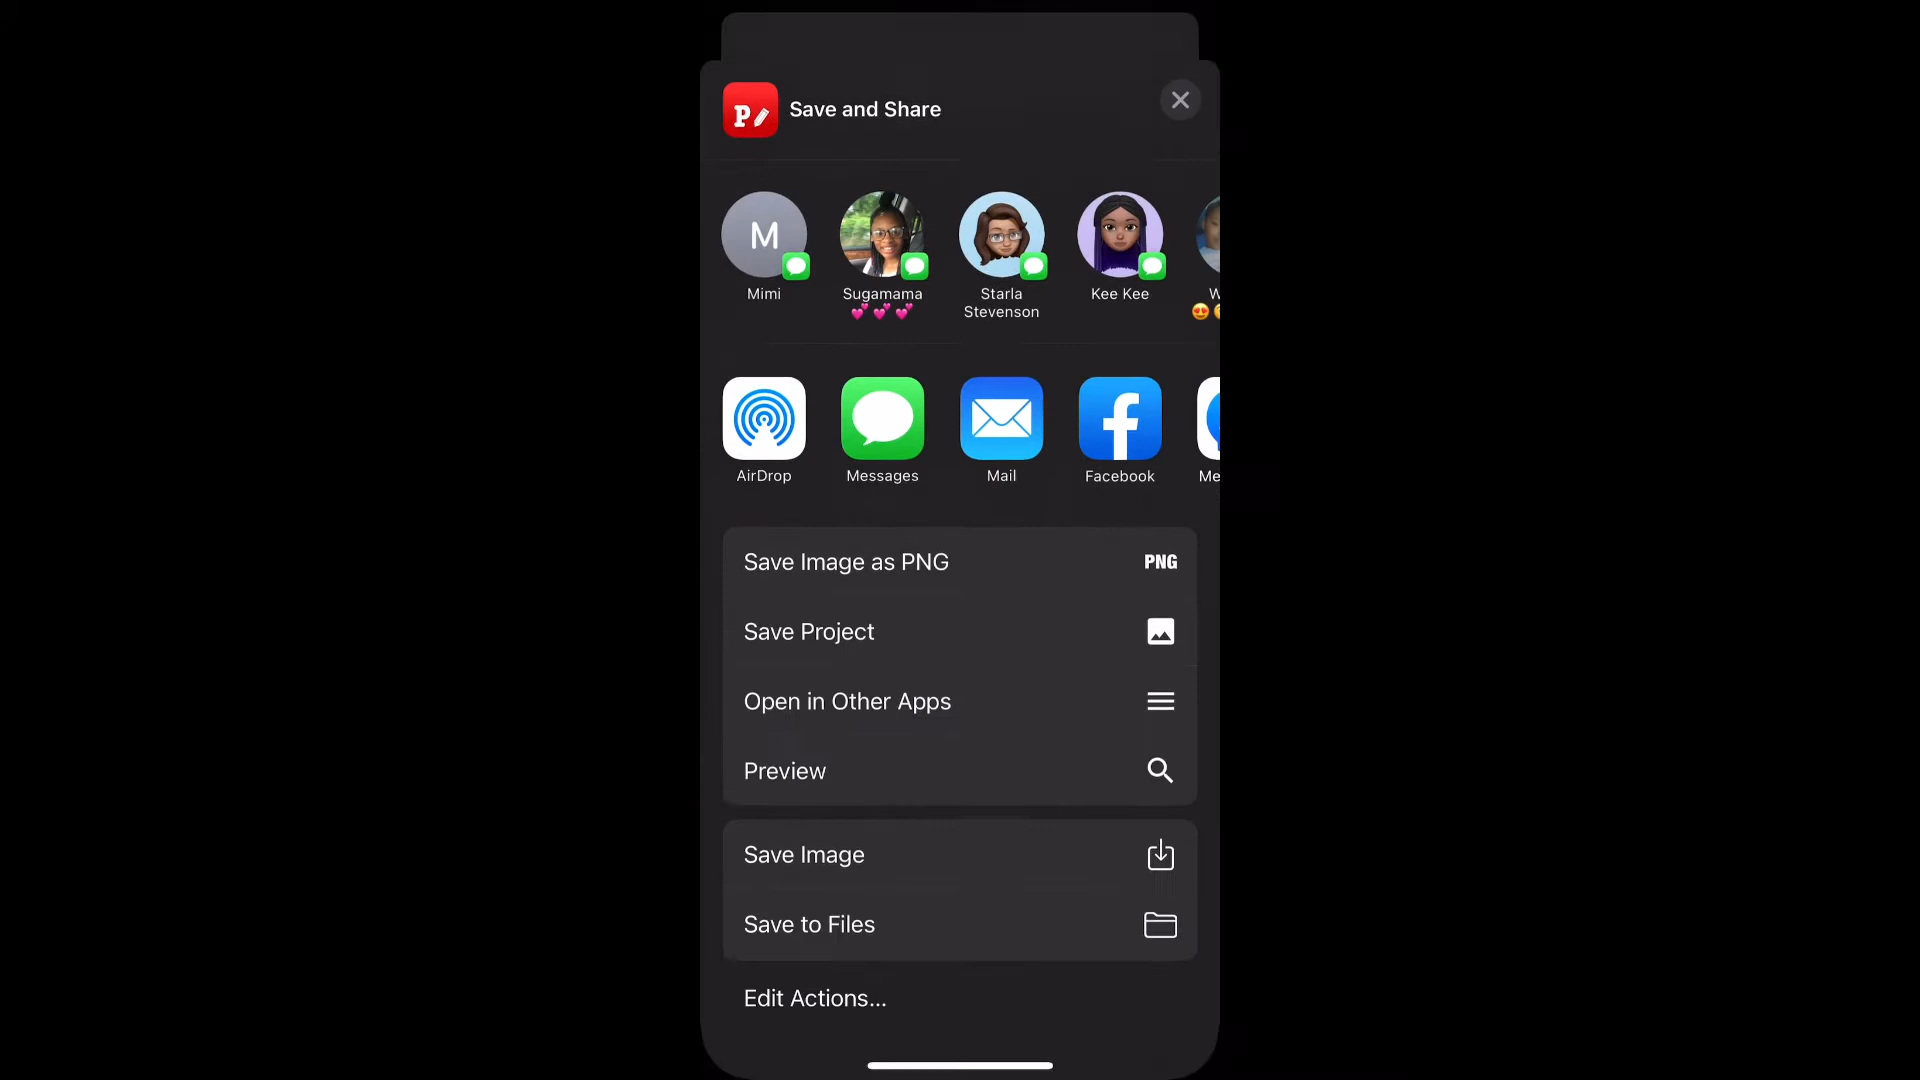 P
Save and Share
M
Mimi
Sugamama
💕 💕 💕
Starla
Stevenson
Kee Kee
W
😍
AirDrop
Messages
Mail
Facebook
Me
Save Image as PNG
PNG
Save Project
Open in Other Apps
Preview
Save Image
Save to Files
Edit Actions...